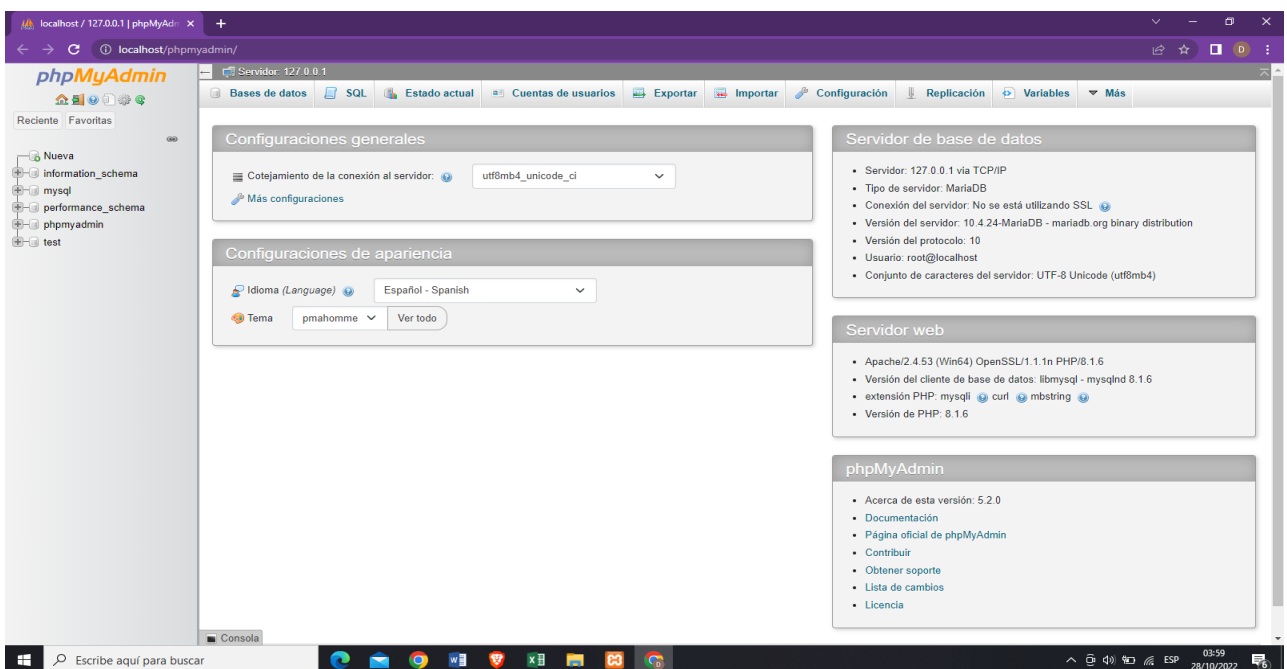 localhost / 127.0.0.1 | phpMyAdn
localhost/phpmyadmin/
phpMyAdmin
Reciente Favoritas
Nueva
information_schema
mysql
performance_schema
phpmyadmin
test
Servidor: 127.0.0.1
Bases de datos SQL Estado actual Cuentas de usuarios Exportar Importar Configuración Replicación Variables Más
Configuraciones generales
Cotejamiento de la conexión al servidor: utf8mb4_unicode_ci
Más configuraciones
Configuraciones de apariencia
Idioma (Language) Español - Spanish
Tema pmahomme Ver todo
Servidor de base de datos
• Servidor: 127.0.0.1 via TCP/IP
• Tipo de servidor: MariaDB
• Conexión del servidor: No se está utilizando SSL
• Versión del servidor: 10.4.24-MariaDB - mariadb.org binary distribution
• Versión del protocolo: 10
• Usuario: root@localhost
• Conjunto de caracteres del servidor: UTF-8 Unicode (utf8mb4)
Servidor web
• Apache/2.4.53 (Win64) OpenSSL/1.1.1n PHP/8.1.6
• Versión del cliente de base de datos: libmysql - mysqlnd 8.1.6
• extensión PHP: mysqli curl mbstring
• Versión de PHP: 8.1.6
phpMyAdmin
• Acerca de esta versión: 5.2.0
• Documentación
• Página oficial de phpMyAdmin
• Contribuir
• Obtener soporte
• Lista de cambios
• Licencia
Consola
Escribe aquí para buscar
ESP
03:59
28/10/2022